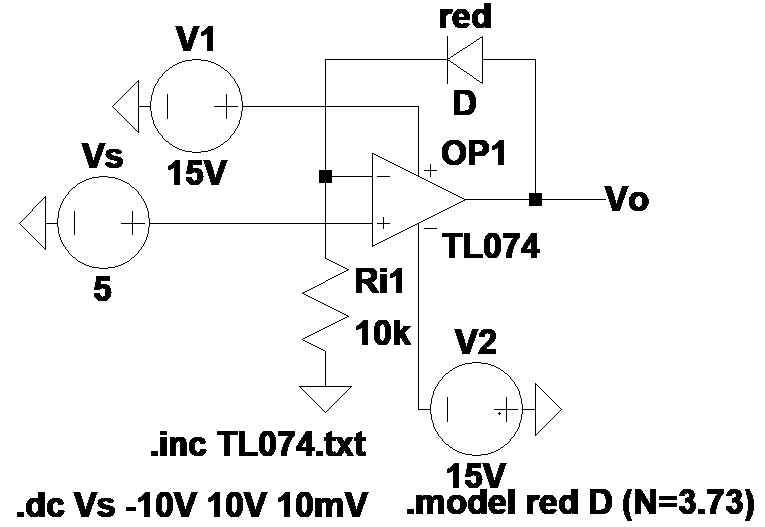 red
V1
D
OP1
15V
Vs
Vo
TL074
5
Ri1
10k
V2
.inc TL074.txt
15V
.dc Vs -10V 10V 10mV
.model red D (N=3.73)